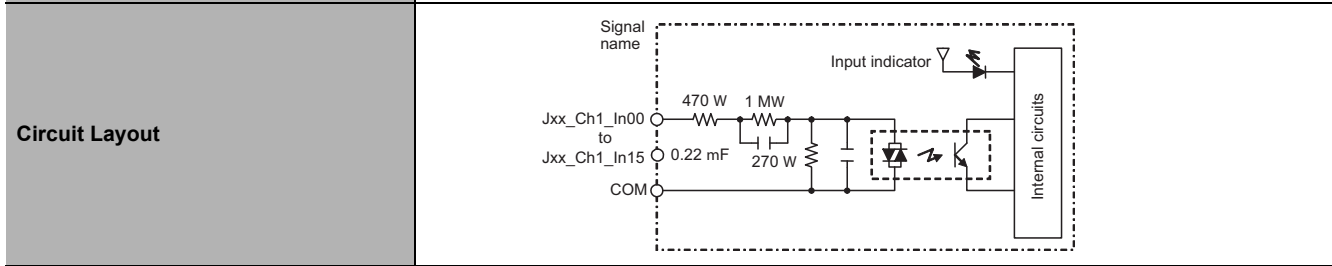 Circuit Layout
Signal
name
Input indicator
470 W
1 MW
Jxx_Ch1_In00
to
Jxx_Ch1_In15
0.22 mF
270 W
COM
Internal circuits